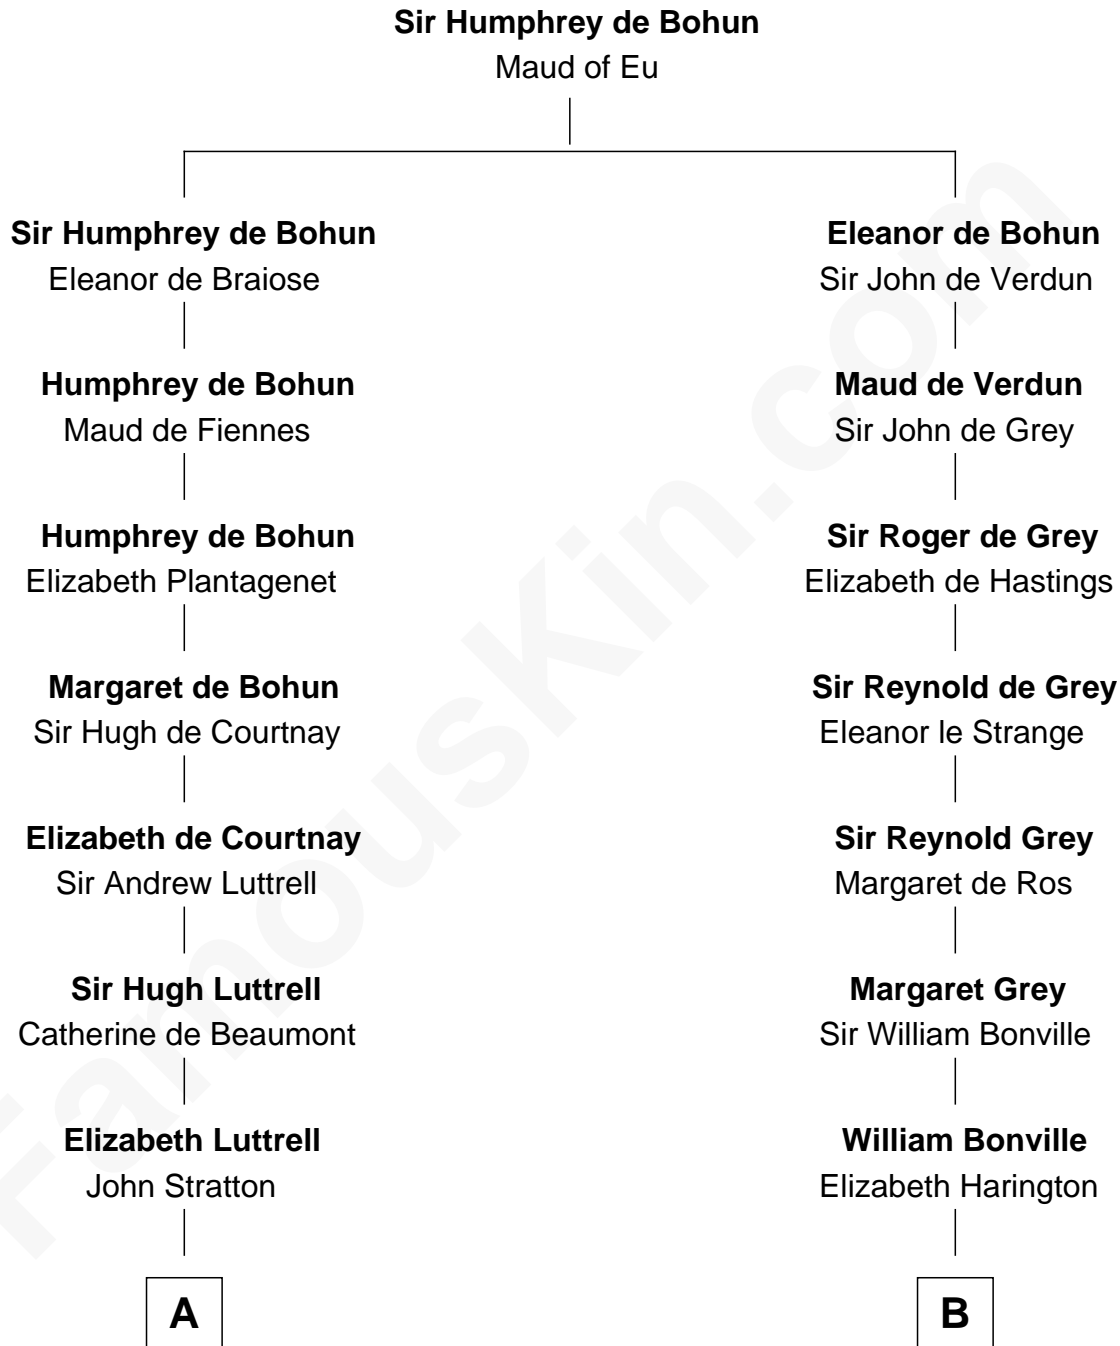 Sir Humphrey de Bohun
Maud of Eu
Sir Humphrey de Bohun
Eleanor de Braiose
Humphrey de Bohun
Maud de Fiennes
Humphrey de Bohun
Elizabeth Plantagenet
Margaret de Bohun
Sir Hugh de Courtnay
Elizabeth de Courtnay
Sir Andrew Luttrell
Sir Hugh Luttrell
Catherine de Beaumont
Elizabeth Luttrell
John Stratton
A
Eleanor de Bohun
Sir John de Verdun
Maud de Verdun
Sir John de Grey
Sir Roger de Grey
Elizabeth de Hastings
Sir Reynold de Grey
Eleanor le Strange
Sir Reynold Grey
Margaret de Ros
Margaret Grey
Sir William Bonville
William Bonville
Elizabeth Harington
B
FamousKin.com